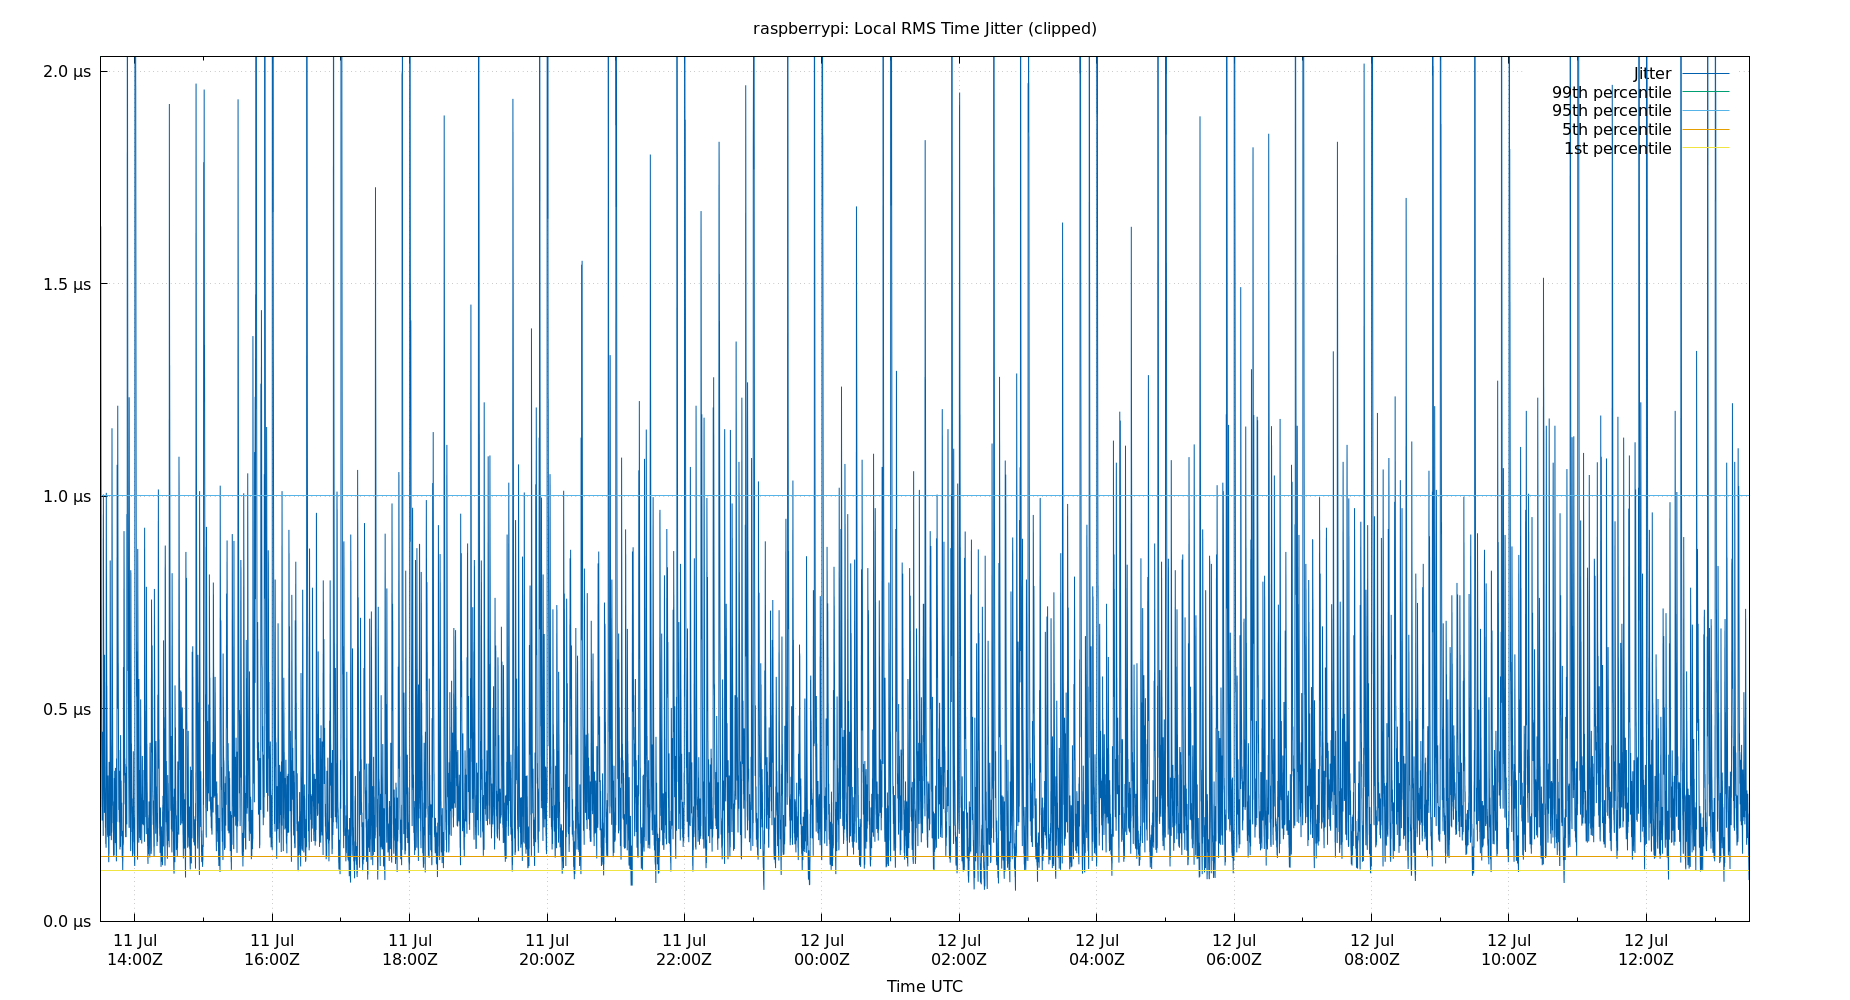 raspberrypi: Local RMS Time Jitter (clipped)
2.0 µs
1.5 µs
1.0 µs
0.5 µs
0.0 µs
Jitter
99th percentile
95th percentile
5th percentile
1st percentile
11 Jul 11 Jul 11 Jul 11 Jul 11 Jul 12 Jul 12 Jul 12 Jul 12 Jul 12 Jul 12 Jul 12 Jul
14:00Z 16:00Z 18:00Z 20:00Z 22:00Z 00:00Z 02:00Z 04:00Z 06:00Z 08:00Z 10:00Z 12:00Z
Time UTC